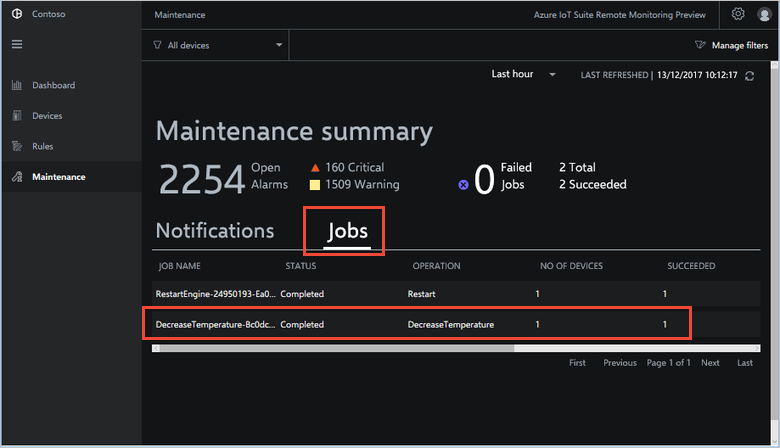 Contoso
Maintenance
Azure IoT Suite Remote Monitoring Preview
All devices
Manage filters
Dashboard
Devices
Rules
Maintenance
Last hour
LAST REFRESHED | 13/12/2017 10:12:17
Maintenance summary
2254 Open Alarms
160 Critical
1509 Warning
0 Failed Jobs
2 Total
2 Succeeded
Notifications Jobs
JOB NAME STATUS OPERATION NO OF DEVICES SUCCEEDED
RestartEngine-24950193-Ea0... Completed Restart 1 1
DecreaseTemperature-8c0dc... Completed DecreaseTemperature 1 1
First Previous Page 1 of 1 Next Last